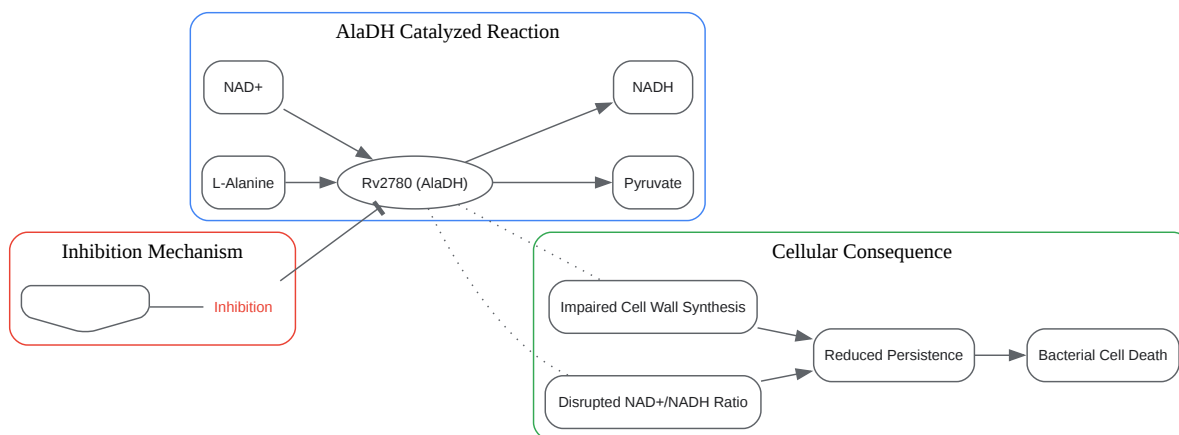 AlaDH Catalyzed Reaction
NAD+
NADH
L-Alanine
Rv2780 (AlaDH)
Pyruvate
Inhibition Mechanism
Inhibition
Cellular Consequence
Impaired Cell Wall Synthesis
Reduced Persistence
Bacterial Cell Death
Disrupted NAD+/NADH Ratio